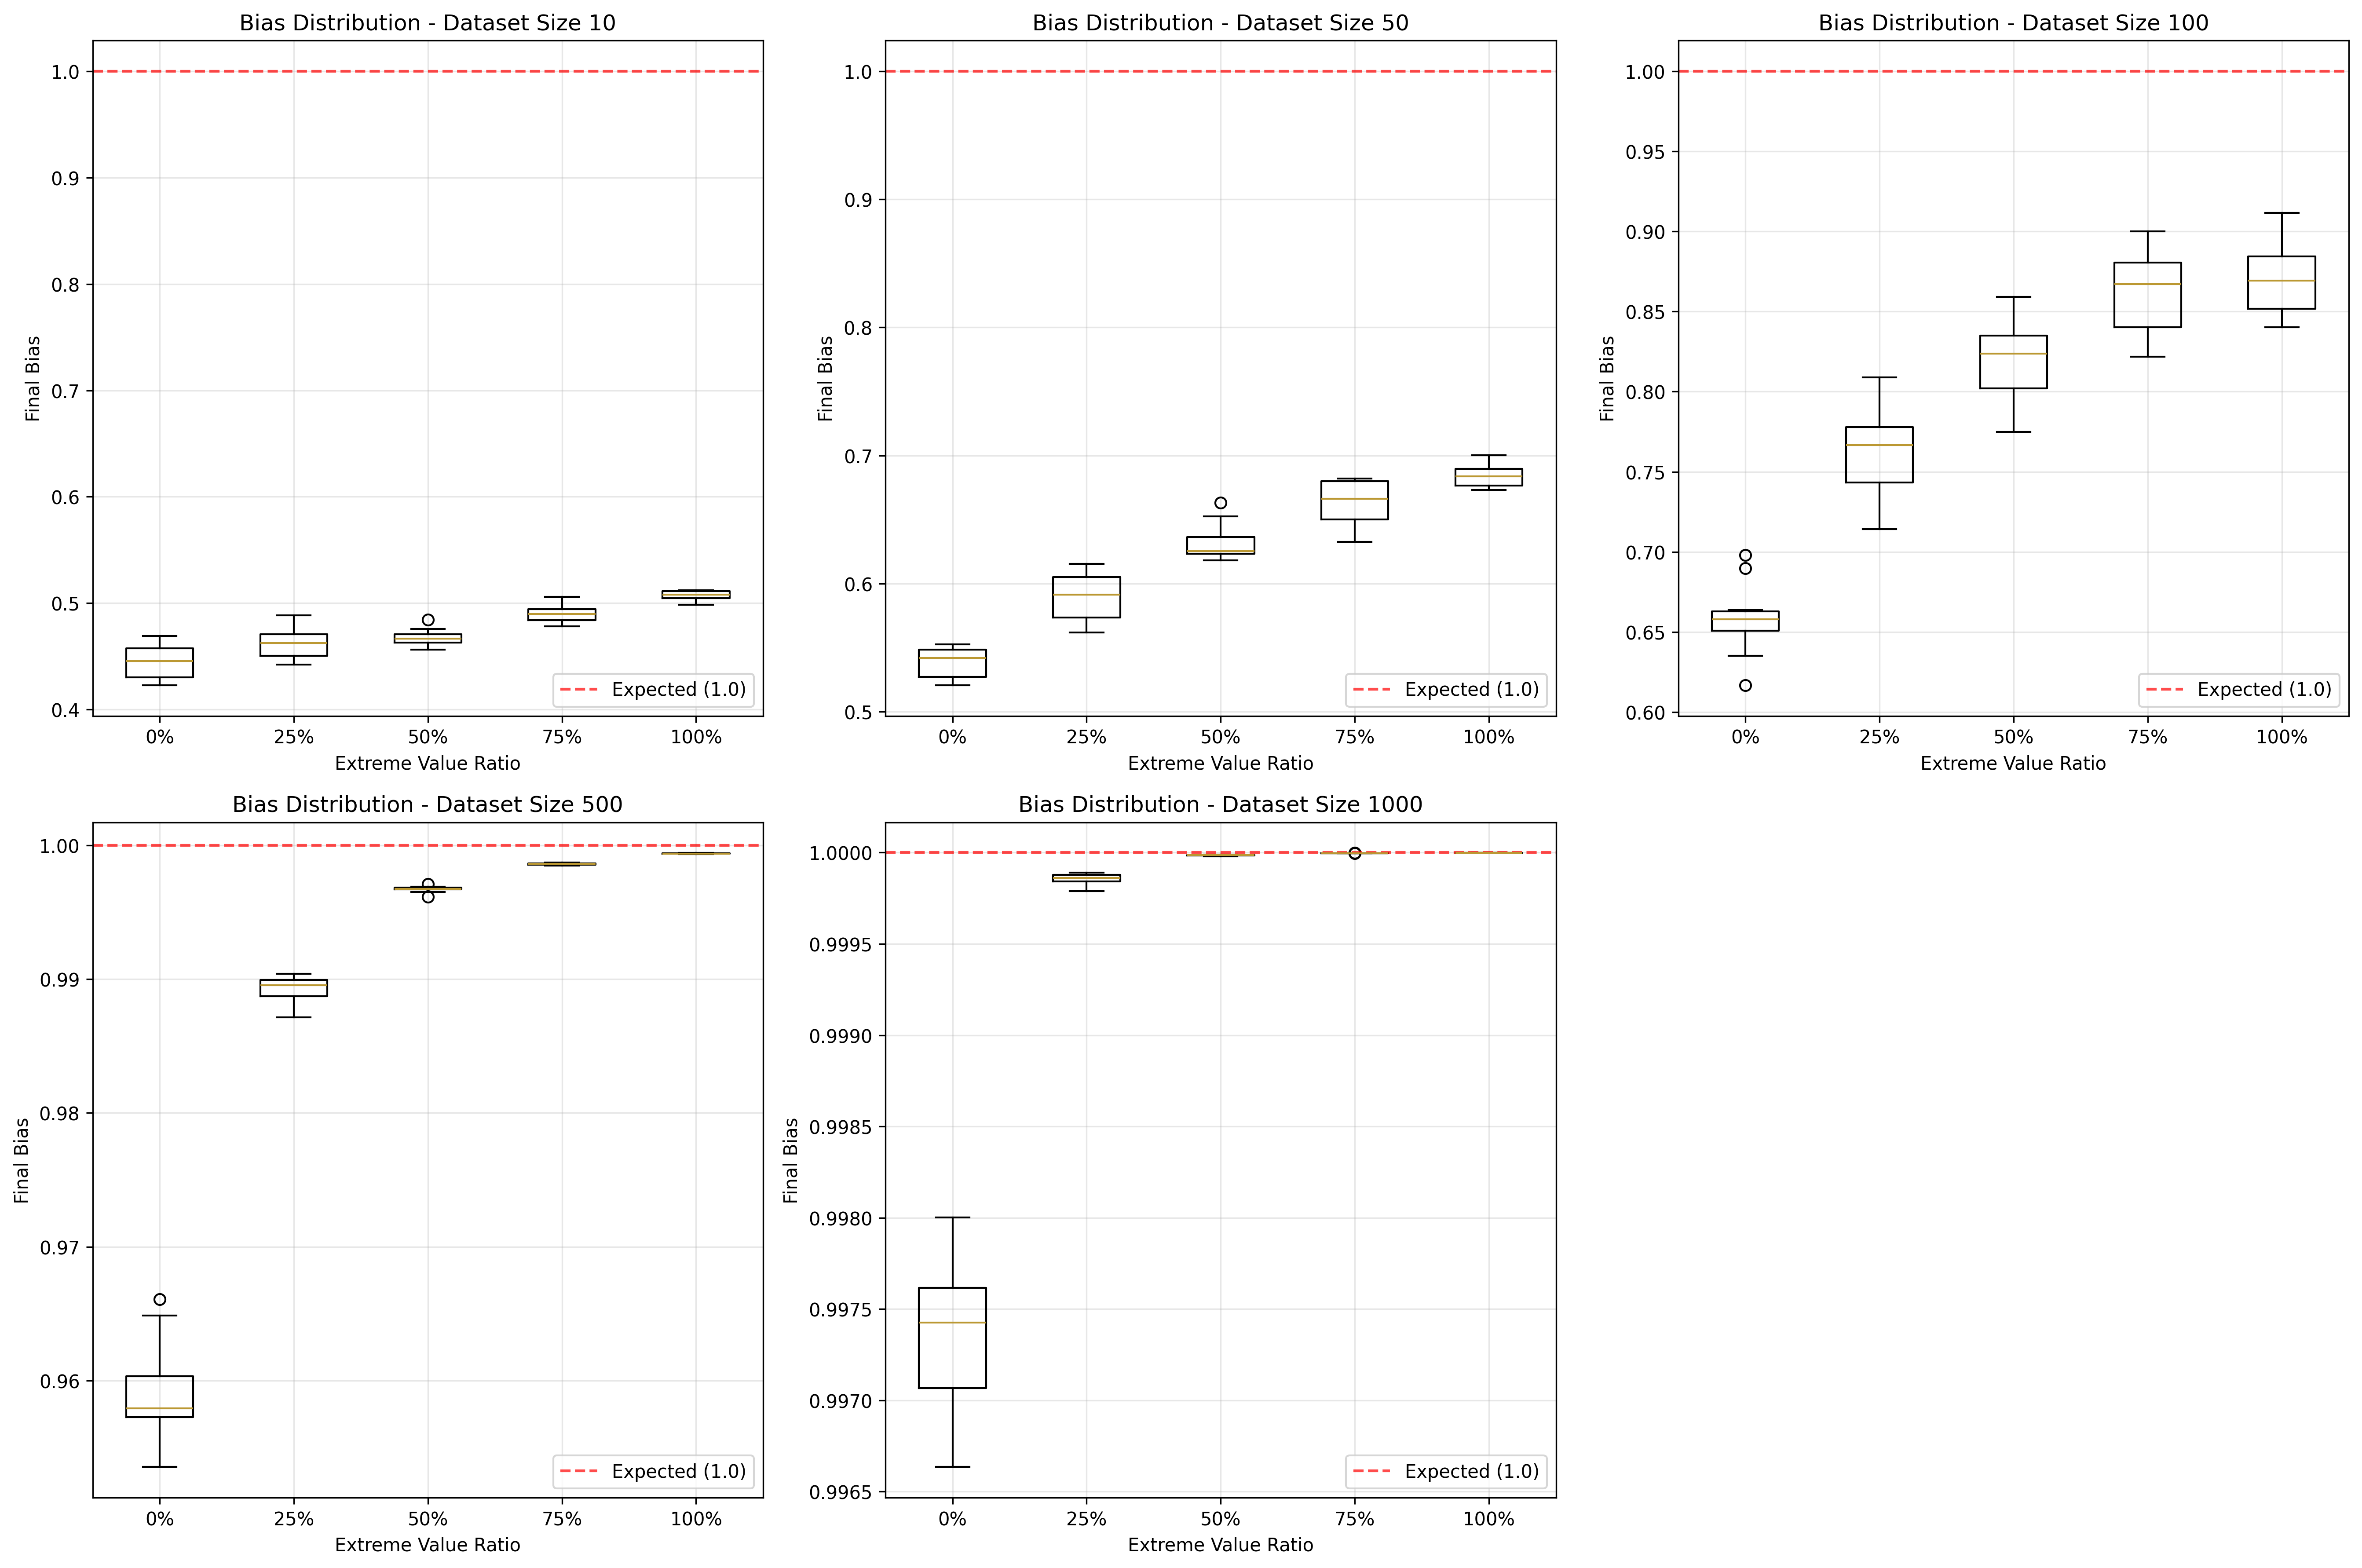 Bias Distribution - Dataset Size 10
Final Bias
1.0
0.9
0.8
0.7
0.6
0.5
0.4
0% 25% 50% 75% 100%
Extreme Value Ratio
Expected (1.0)
Bias Distribution - Dataset Size 50
Final Bias
1.0
0.9
0.8
0.7
0.6
0.5
0% 25% 50% 75% 100%
Extreme Value Ratio
Expected (1.0)
Bias Distribution - Dataset Size 100
Final Bias
1.00
0.95
0.90
0.85
0.80
0.75
0.70
0.65
0.60
0% 25% 50% 75% 100%
Extreme Value Ratio
Expected (1.0)
Bias Distribution - Dataset Size 500
Final Bias
1.00
0.99
0.98
0.97
0.96
0% 25% 50% 75% 100%
Extreme Value Ratio
Expected (1.0)
Bias Distribution - Dataset Size 1000
Final Bias
1.0000
0.9995
0.9990
0.9985
0.9980
0.9975
0.9970
0.9965
0% 25% 50% 75% 100%
Extreme Value Ratio
Expected (1.0)